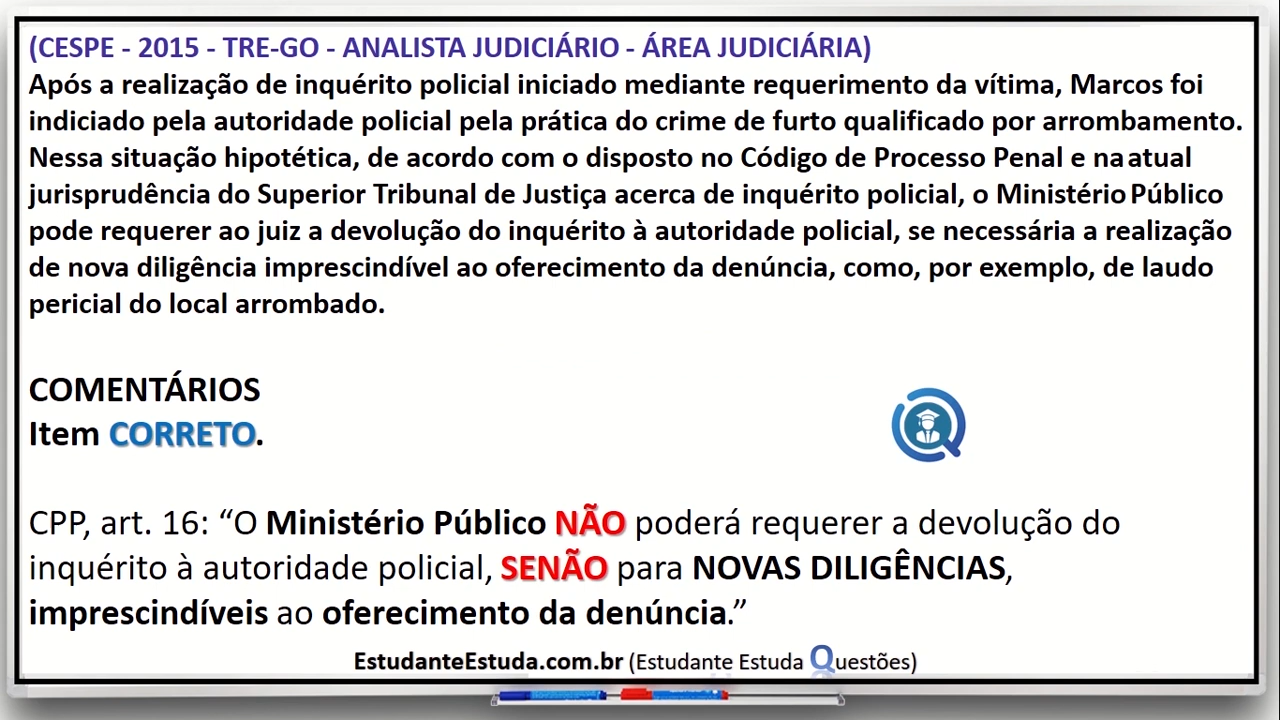 (CESPE - 2015 - TRE-GO - ANALISTA JUDICIÁRIO - ÁREA JUDICIÁRIA)
Após a realização de inquérito policial iniciado mediante requerimento da vítima, Marcos foi
indiciado pela autoridade policial pela prática do crime de furto qualificado por arrombamento.
Nessa situação hipotética, de acordo com o disposto no Código de Processo Penal e na atual
jurisprudência do Superior Tribunal de Justiça acerca de inquérito policial, o Ministério Público
pode requerer ao juiz a devolução do inquérito à autoridade policial, se necessária a realização
de nova diligência imprescindível ao oferecimento da denúncia, como, por exemplo, de laudo
pericial do local arrombado.
COMENTÁRIOS
Item CORRETO.
CPP, art. 16: “O Ministério Público NÃO poderá requerer a devolução do
inquérito à autoridade policial, SENÃO para NOVAS DILIGÊNCIAS,
imprescindíveis ao oferecimento da denúncia.”
EstudanteEstuda.com.br (Estudante Estuda Questões)